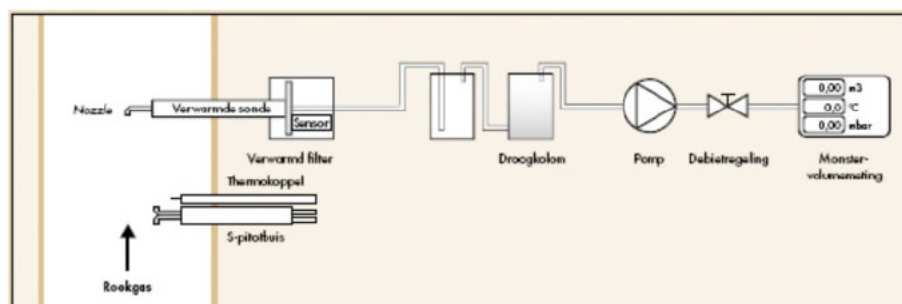 Nozzle
Verwarmde sonde
Sensor
Verwarmd filter
Droogkolom
Pomp
Debietregeling
Monster-
volumemeting
0,00 m3
0,0 °C
0,00 mbar
Thermokoppel
S-pitotbuis
Rookgas